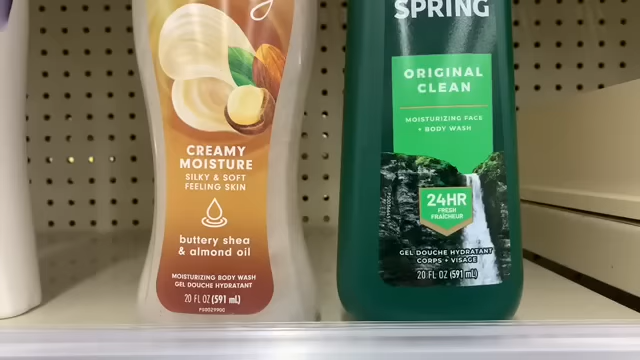 CREAMY
MOISTURE
SILKY & SOFT
FEELING SKIN
buttery shea
& almond oil
MOISTURIZING BODY WASH
GEL DOUCHE HYDRATANT
20 FL OZ (591 mL)
SPRING
ORIGINAL
CLEAN
MOISTURIZING FACE
+ BODY WASH
24HR
FRESH
FRAÎCHEUR
GEL DOUCHE HYDRATANT
CORPS + VISAGE
20 FL OZ (591 mL)